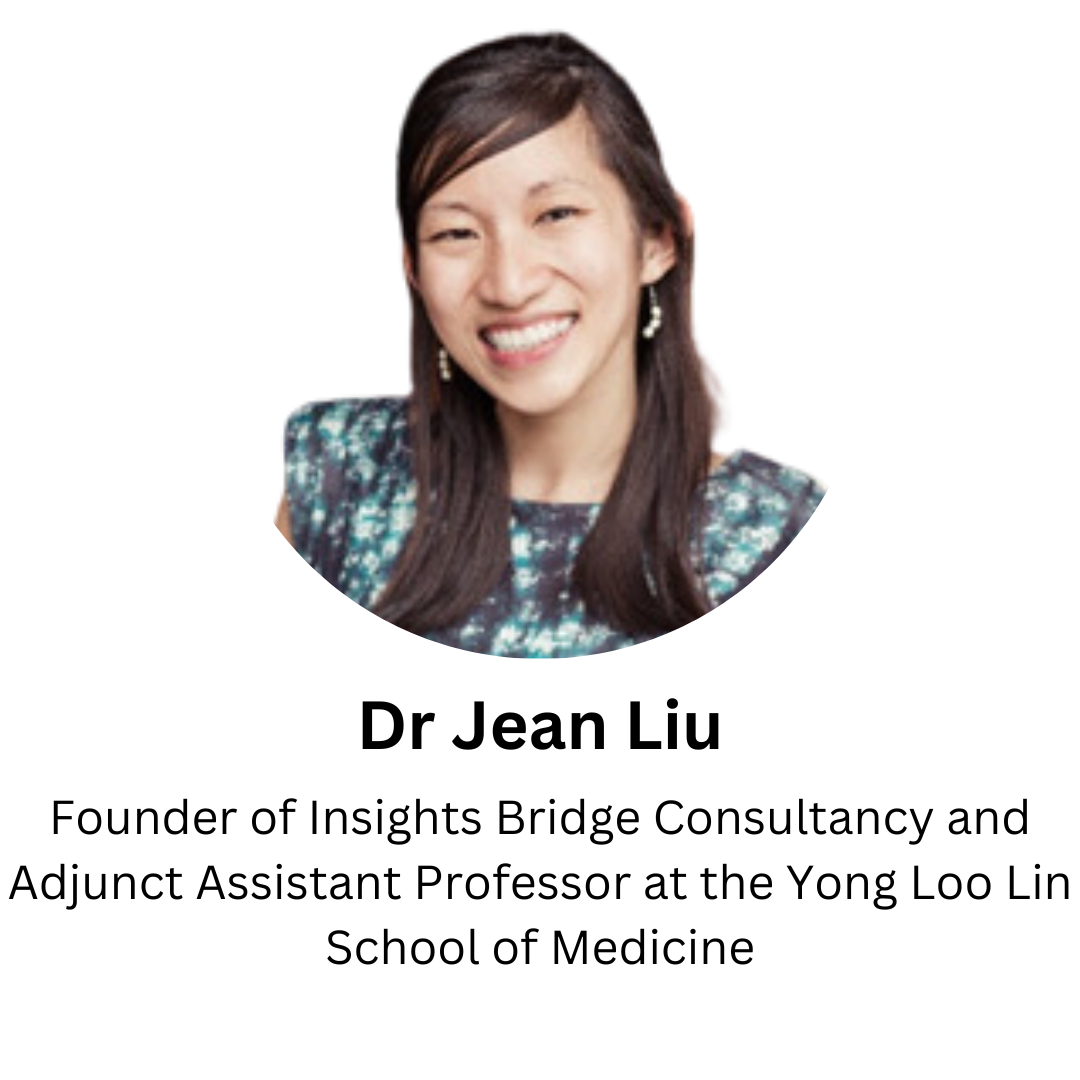 Dr Jean Liu
Founder of Insights Bridge Consultancy and
Adjunct Assistant Professor at the Yong Loo Lin
School of Medicine